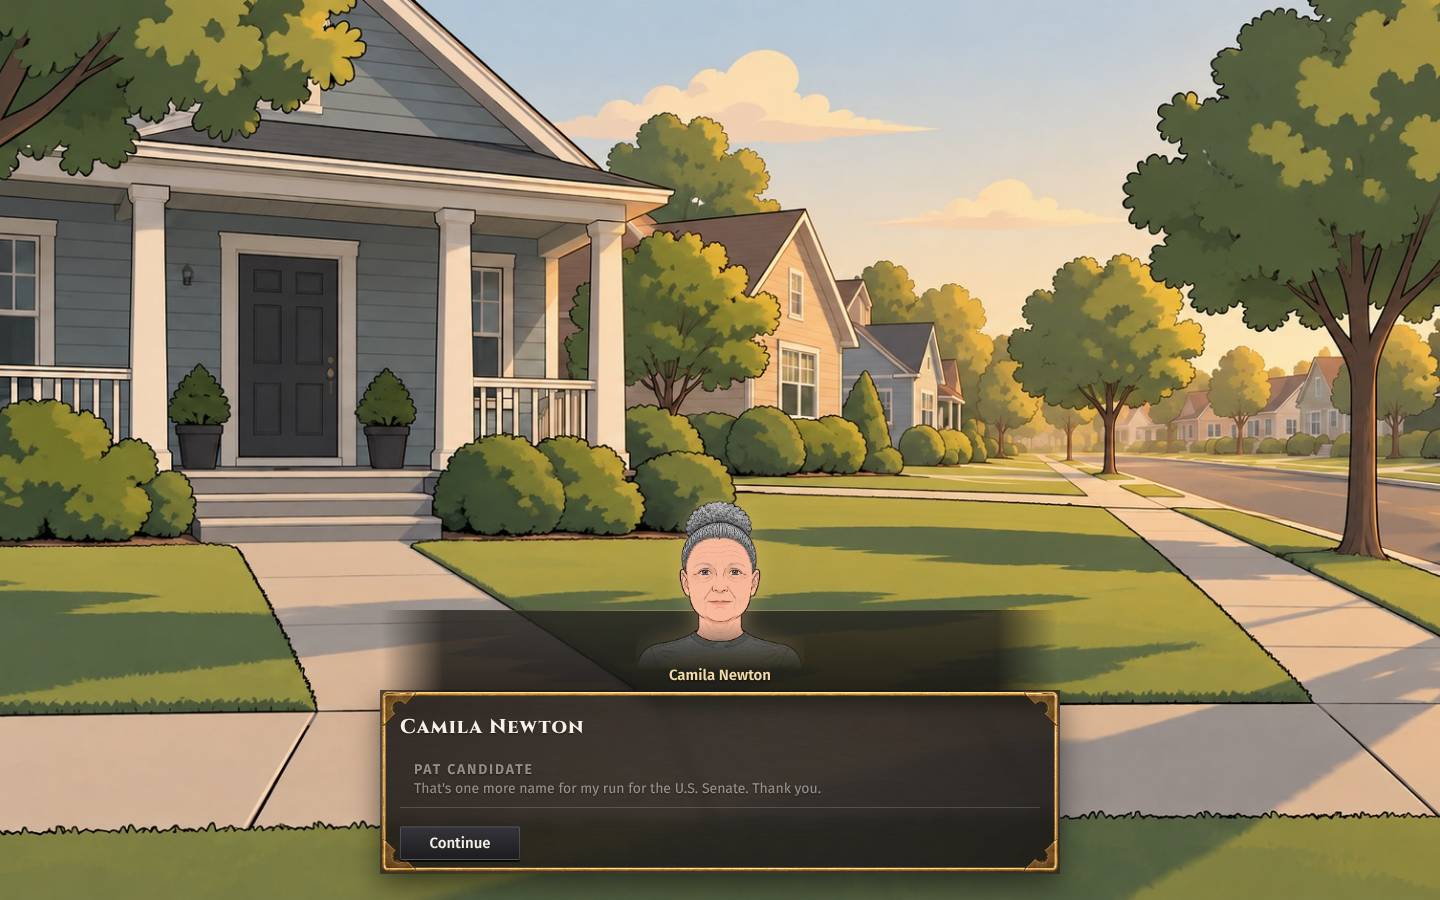 Camila Newton
Camila Newton
PAT CANDIDATE
That's one more name for my run for the U.S. Senate. Thank you.
Continue